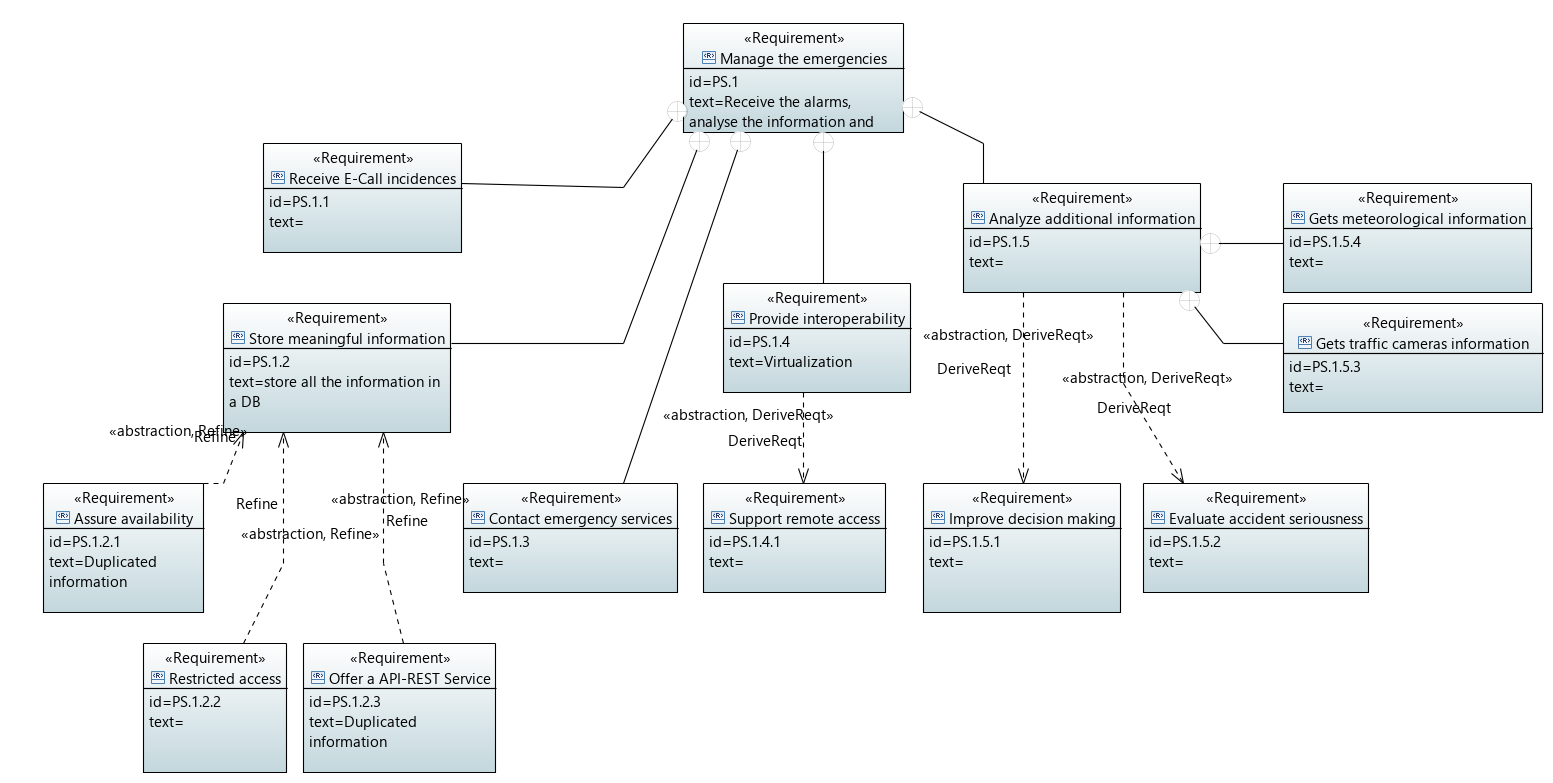 «Requirement»
Manage the emergencies
id=PS.1
text=Receive the alarms,
analyse the information and
«Requirement»
Receive E-Call incidences
id=PS.1.1
text=
«Requirement»
Analyze additional information
id=PS.1.5
text=
«Requirement»
Gets meteorological information
id=PS.1.5.4
text=
«Requirement»
Store meaningful information
id=PS.1.2
text=store all the information in
a DB
«Requirement»
Provide interoperability
id=PS.1.4
text=Virtualization
«Requirement»
Gets traffic cameras information
id=PS.1.5.3
text=
«abstraction, DeriveReqt»
DeriveReqt
«abstraction, DeriveReqt»
DeriveReqt
«abstraction, DeriveReqt»
DeriveReqt
«abstraction, Refine»
Refine
Refine
«abstraction, Refine»
«abstraction, Refine»
Refine
«Requirement»
Assure availability
id=PS.1.2.1
text=Duplicated
information
«Requirement»
Contact emergency services
id=PS.1.3
text=
«Requirement»
Support remote access
id=PS.1.4.1
text=
«Requirement»
Improve decision making
id=PS.1.5.1
text=
«Requirement»
Evaluate accident seriousness
id=PS.1.5.2
text=
«Requirement»
Restricted access
id=PS.1.2.2
text=
«Requirement»
Offer a API-REST Service
id=PS.1.2.3
text=Duplicated
information